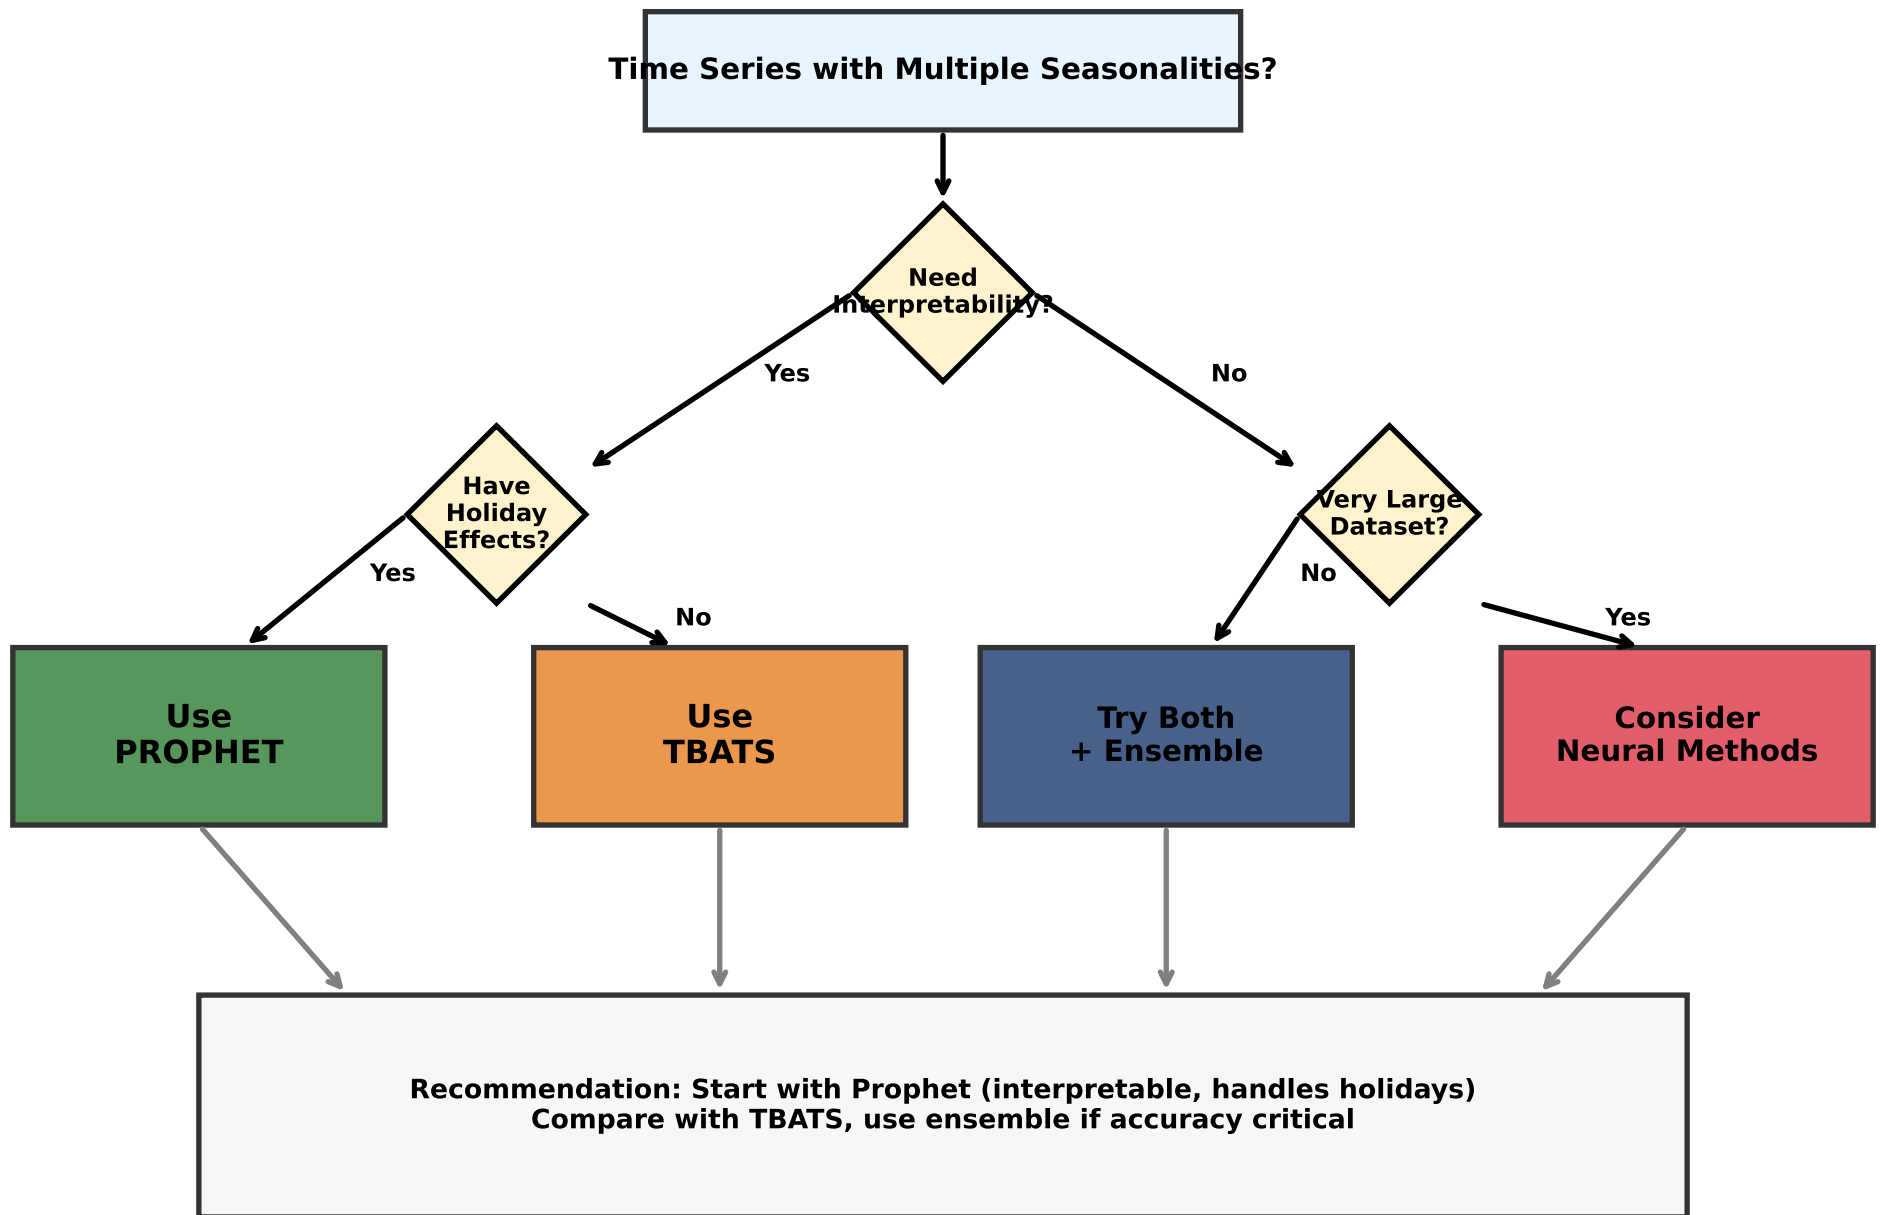 Time Series with Multiple Seasonalities?
Need
Interpretability?
Yes
No
Have
Holiday
Effects?
Very Large
Dataset?
Yes
No
No
Yes
Use
PROPHET
Use
TBATS
Try Both
+ Ensemble
Consider
Neural Methods
Recommendation: Start with Prophet (interpretable, handles holidays)
Compare with TBATS, use ensemble if accuracy critical